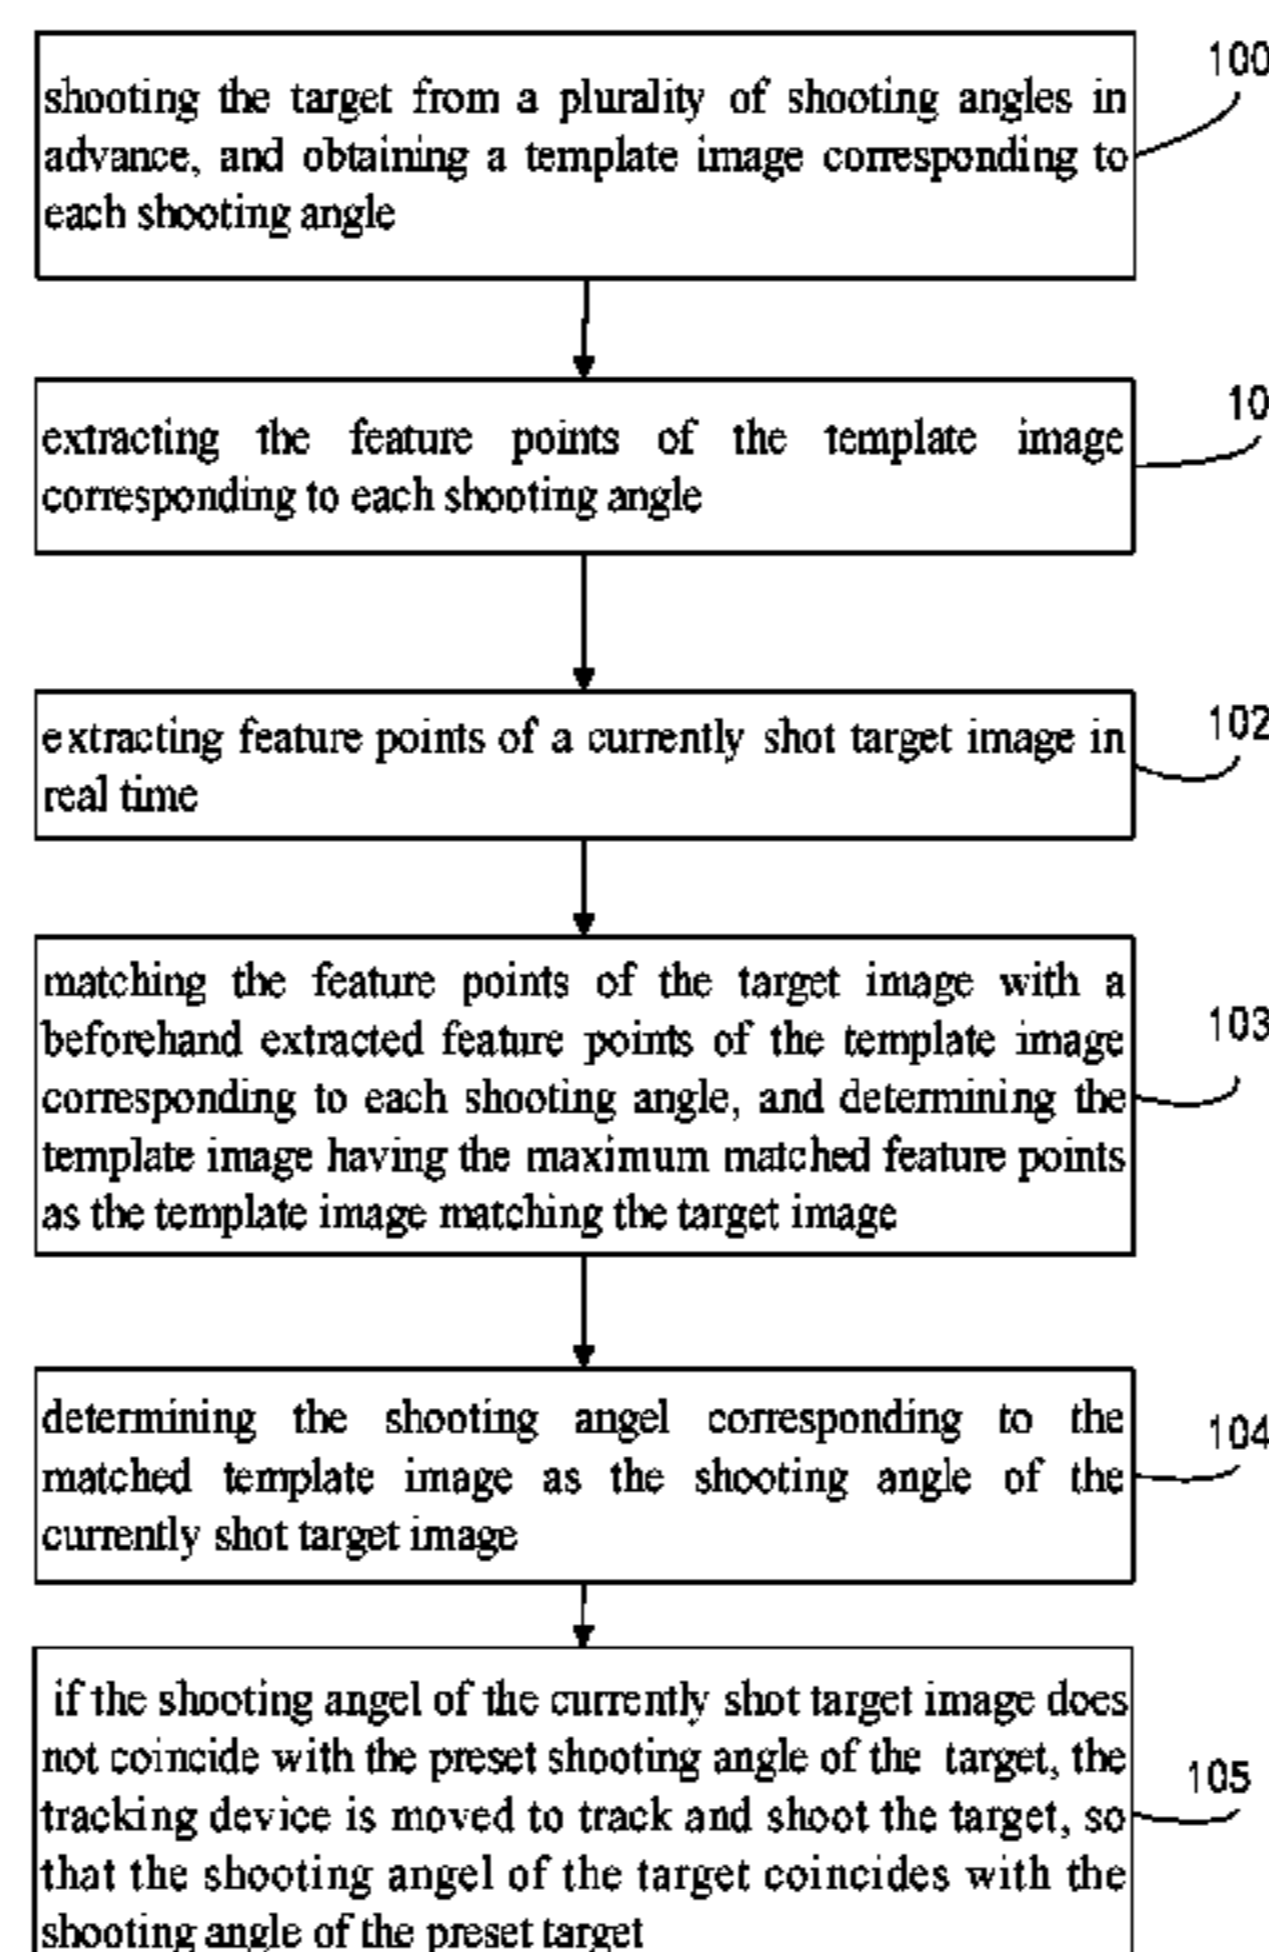 100
shooting the target from a plurality of shooting angles in
advance, and obtaining a template image corresponding to
each shooting angle
10
extracting the feature points of the template image
corresponding to each shooting angle
102
extracting feature points of a currently shot target image in
real time
103
matching the feature points of the target image with a
beforehand extracted feature points of the template image
corresponding to each shooting angle, and determining the
template image having the maximum matched feature points
as the template image matching the target image
104
determining the shooting angel corresponding to the
matched template image as the shooting angle of the
currently shot target image
105
if the shooting angel of the currently shot target image does
not coincide with the preset shooting angle of the target, the
tracking device is moved to track and shoot the target, so
that the shooting angel of the target coincides with the
shooting angle of the preset target